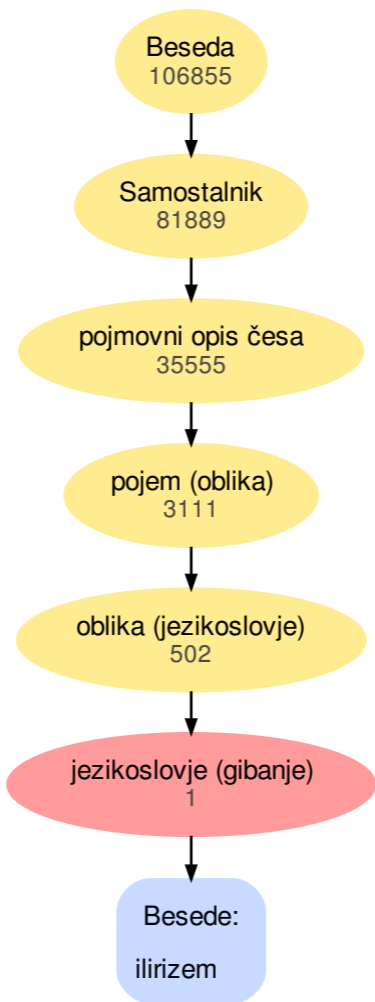 Beseda
106855
Samostalnik
81889
pojmovni opis česa
35555
pojem (oblika)
3111
oblika (jezikoslovje)
502
jezikoslovje (gibanje)
1
Besede:
ilirizem